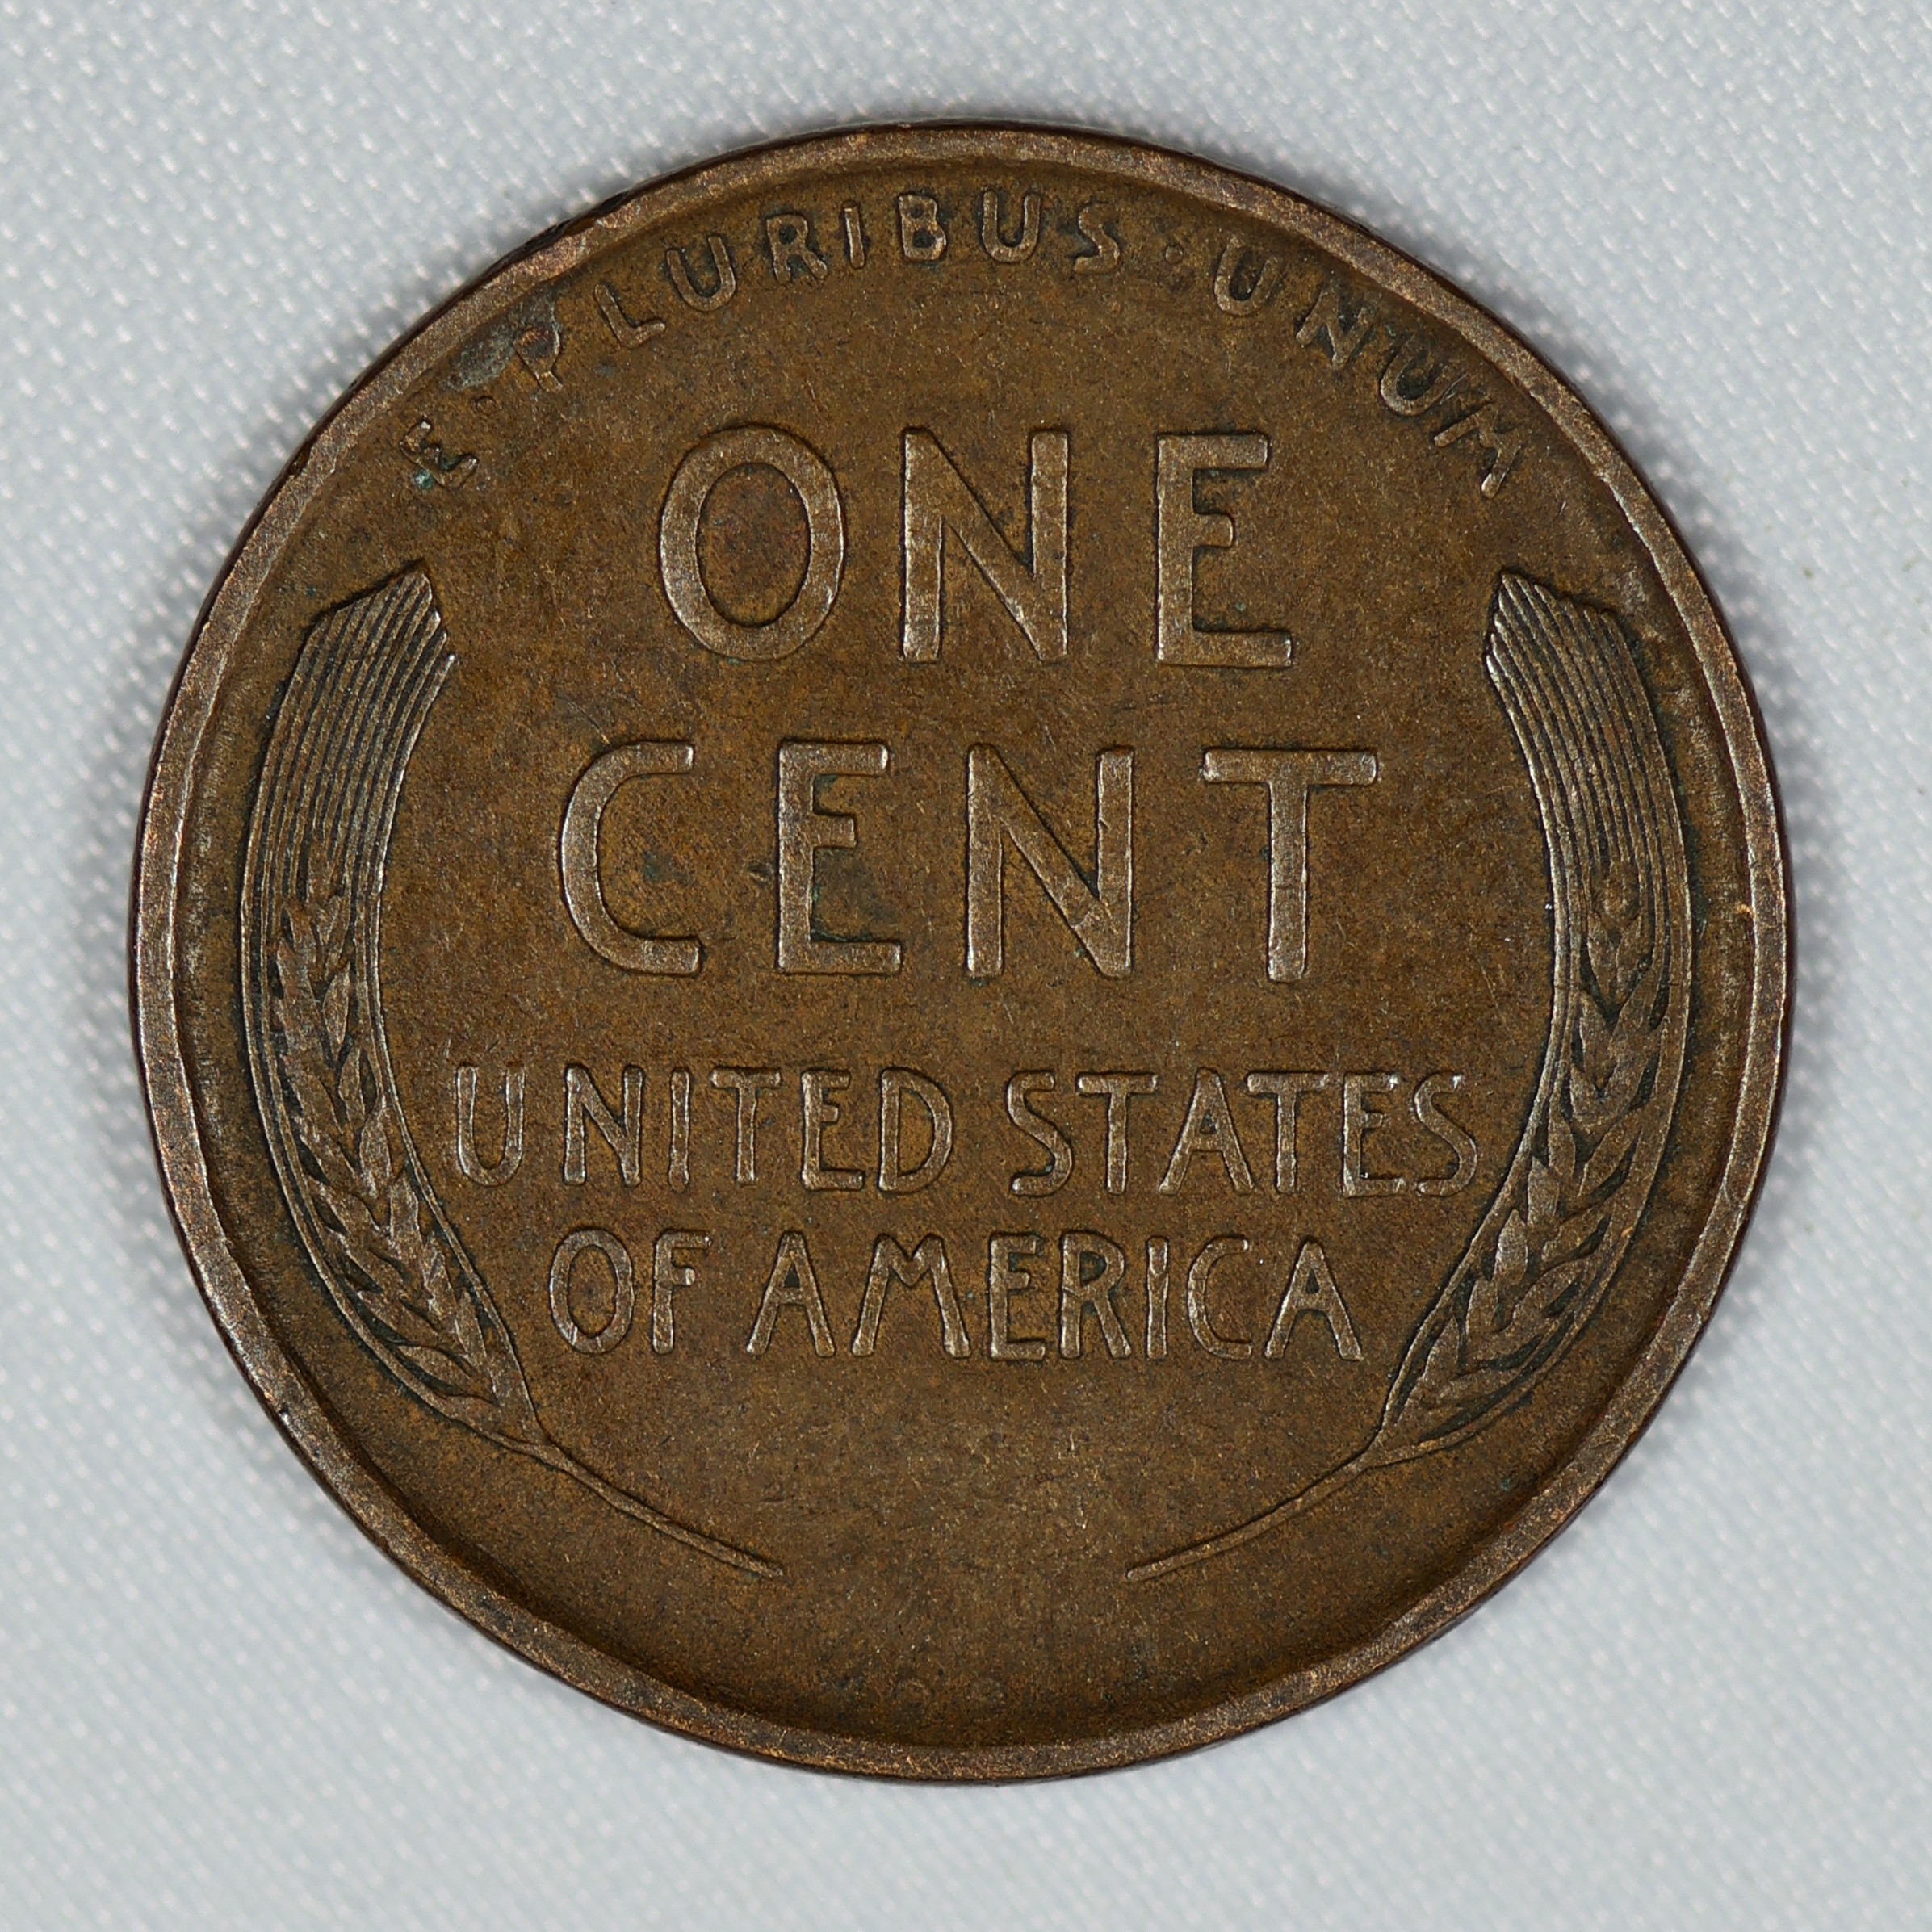 E·PLURIBUS·UNUM
ONE
CENT
UNITED STATES
OF AMERICA